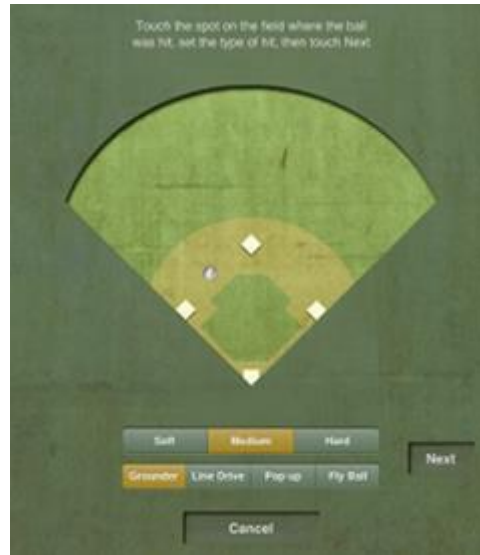 Touch the spot on the field where the ball
was hit, set the type of hit, then touch Next
Soft Medium Hard
Grounder Line Drive Pop-up Fly Ball
Next
Cancel